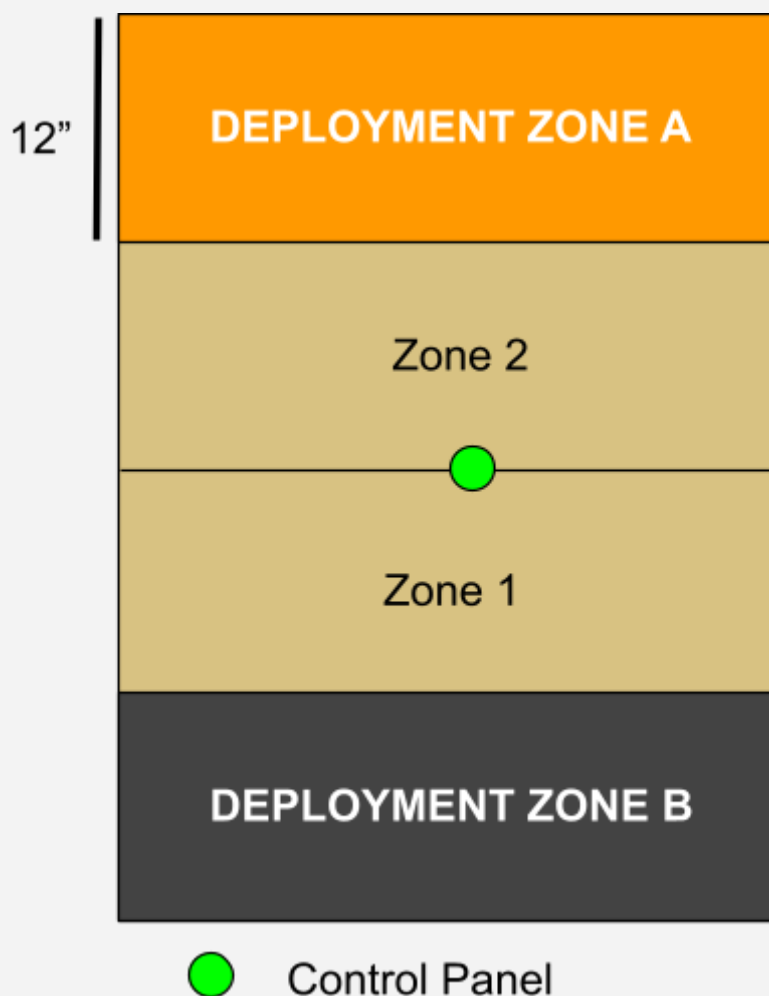 DEPLOYMENT ZONE A
12”
Zone 2
Zone 1
DEPLOYMENT ZONE B
Control Panel